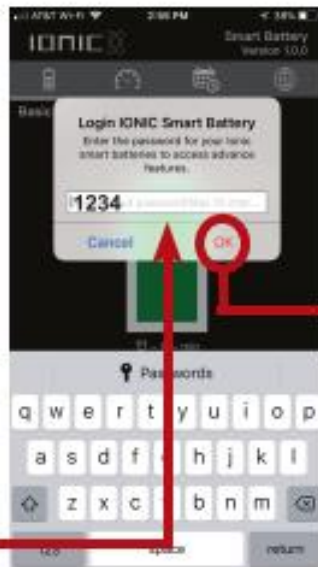 AT&T Wi-Fi 2:56 PM 38%
IONIC
Smart Battery
Version 1.0.0
Basic
Login IONIC Smart Battery
Enter the password for your Ionic
smart batteries to access advance
features.
1234
Cancel OK
Passwords
q w e r t y u i o p
a s d f h j k l
z x c b n m
123 space return